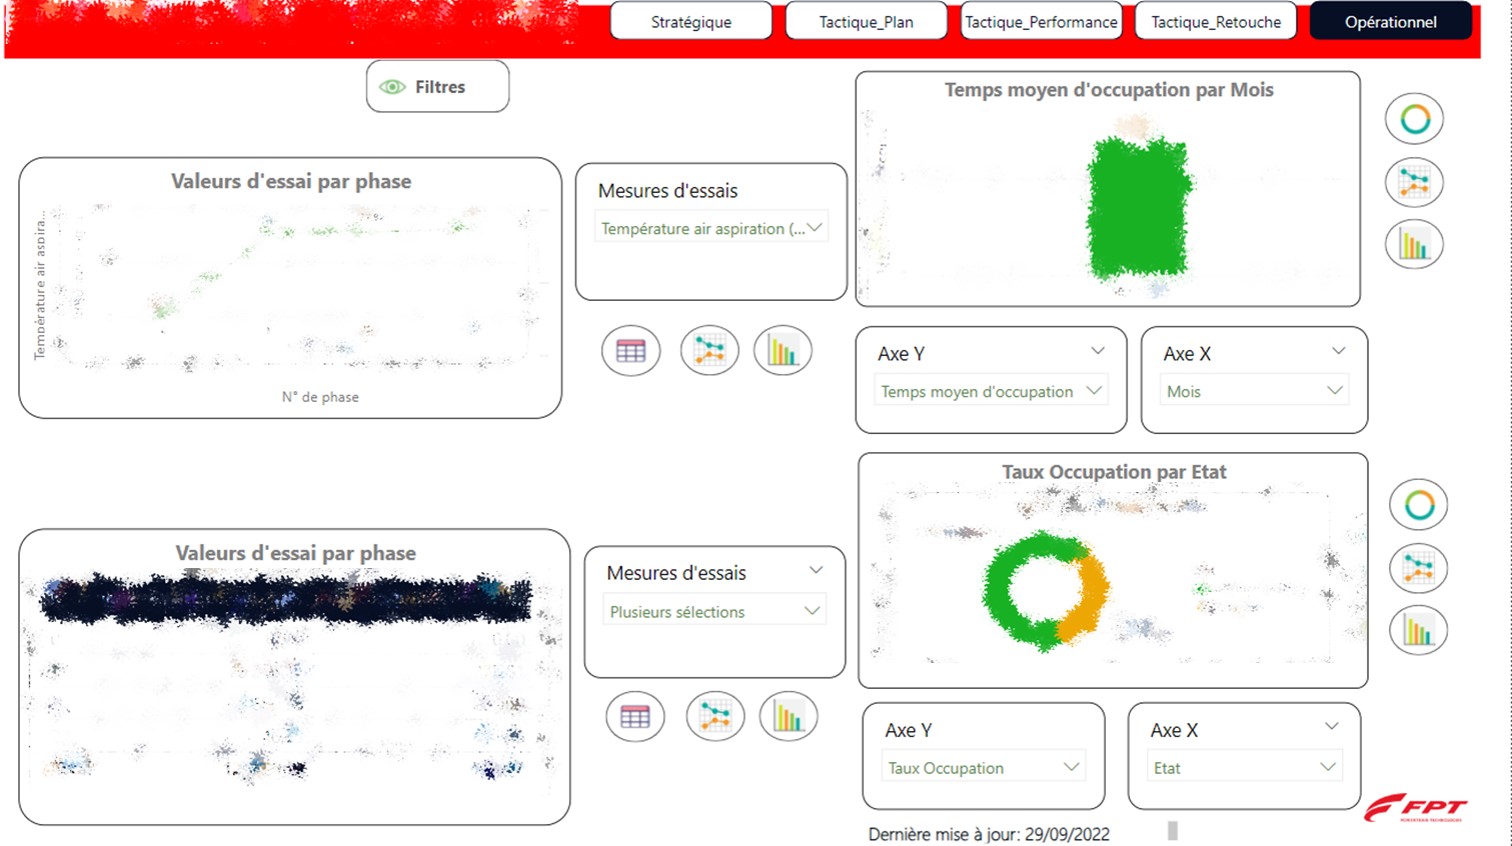 Stratégique
Tactique_Plan
Tactique_Performance
Tactique_Retouche
Opérationnel
Filtres
Valeurs d'essai par phase
Température air aspira...
N° de phase
Mesures d'essais
Température air aspiration (...
Temps moyen d'occupation par Mois
Axe Y
Temps moyen d'occupation
Axe X
Mois
Valeurs d'essai par phase
Mesures d'essais
Plusieurs sélections
Taux Occupation par Etat
Axe Y
Taux Occupation
Axe X
Etat
FPT
POWERTRAIN TECHNOLOGIES
Dernière mise à jour: 29/09/2022